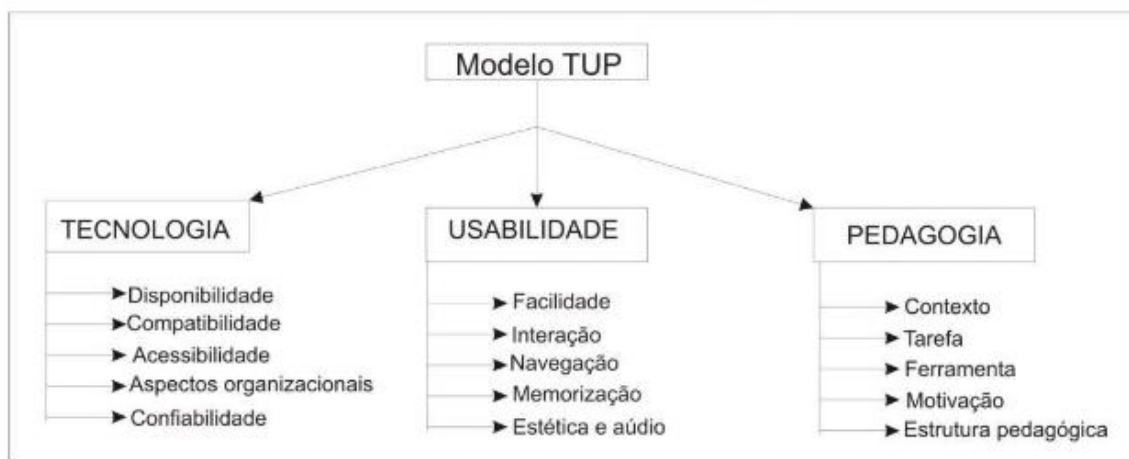 Modelo TUP
TECNOLOGIA
Disponibilidade
Compatibilidade
Acessibilidade
Aspectos organizacionais
Confiabilidade
USABILIDADE
Facilidade
Interação
Navegação
Memorização
Estética e aúdio
PEDAGOGIA
Contexto
Tarefa
Ferramenta
Motivação
Estrutura pedagógica